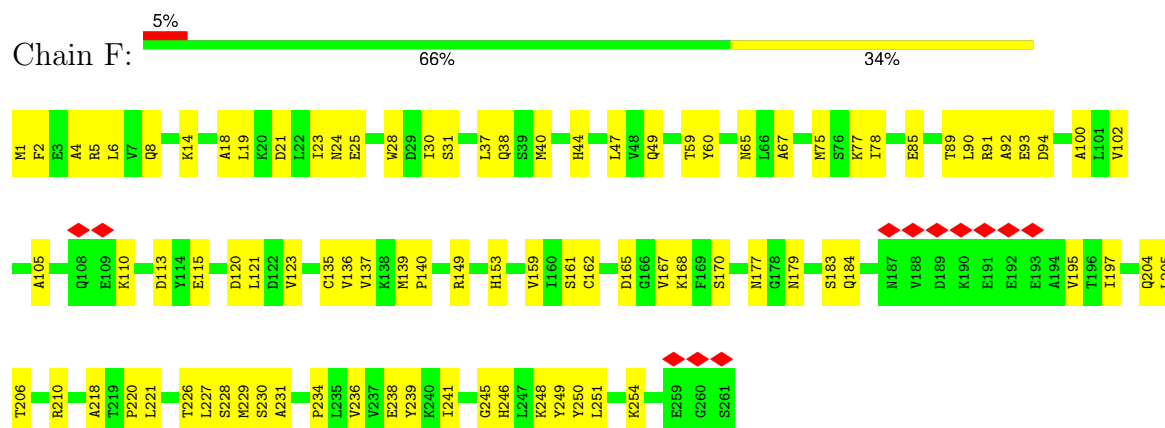 5%
Chain F:
66% 34%
M1 F2 E3 A4 R5 L6 V7 Q8 K14 A18 L19 K20 D21 L22 I23 N24 E25 W28 D29 I30 S31 L37 Q38 S39 M40 H44 L47 V48 Q49 T59 Y60 N65 L66 A67 M75 S76 K77 I78 E85 T89 L90 R91 A92 E93 D94 A100 L101 V102
A105 Q108 E109 K110 D113 Y114 E115 D120 L121 D122 V123 C135 V136 V137 K138 M139 P140 R149 H153 V159 I160 S161 C162 D165 G166 V167 K168 F169 S170 N177 G178 N179 S183 Q184 N187 V188 D189 K190 E191 E192 E193 A194 V195 T196 I197 Q204
T206 R210 A218 T219 P220 L221 T226 L227 S228 M229 S230 A231 P234 L235 V236 V237 E238 Y239 K240 I241 G245 H246 L247 K248 Y249 Y250 L251 K254 E259 G260 S261